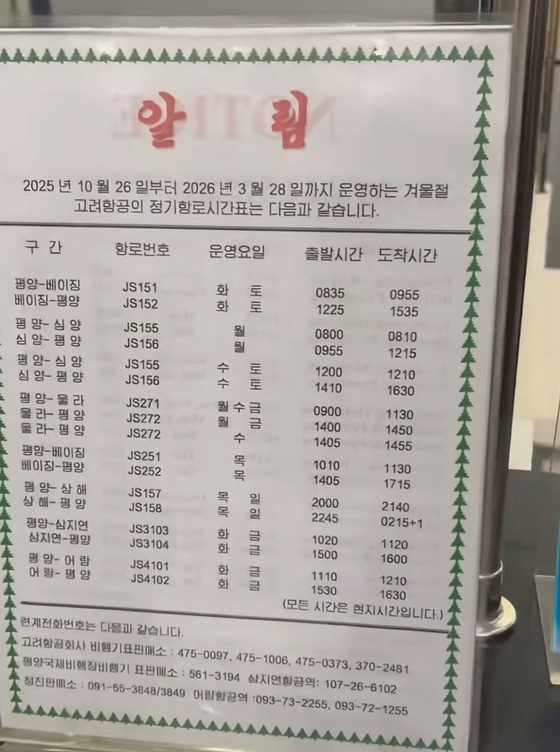 알 림
2025 년 10 월 26 일부터 2026 년 3 월 28 일까지 운영하는 겨울철
고려항공의 정기항로시간표는 다음과 같습니다.
구 간 항로번호 운영요일 출발시간 도착시간
평양-베이징 JS151 화 토 0835 0955
베이징-평양 JS152 화 토 1225 1535
평 양- 심 양 JS155 월 0800 0810
심 양- 평 양 JS156 월 0955 1215
평 양- 심 양 JS155 수 토 1200 1210
심 양- 평 양 JS156 수 토 1410 1630
평 양- 울 라 JS271 월 수 금 0900 1130
울 라- 평 양 JS272 월 금 1400 1450
울 라- 평 양 JS272 수 1405 1455
평양-베이징 JS251 목 1010 1130
베이징-평양 JS252 목 1405 1715
평 양- 상 해 JS157 목 일 2000 2140
상 해- 평 양 JS158 목 일 2245 0215+1
평양-삼지연 JS3103 화 금 1020 1120
삼지연-평양 JS3104 화 금 1500 1600
평 양- 어 랑 JS4101 화 금 1110 1210
어 랑- 평 양 JS4102 화 금 1530 1630
(모든 시간은 현지시간입니다.)
련계전화번호는 다음과 같습니다.
고려항공회사 비행기표판매소 : 475-0097, 475-1006, 475-0373, 370-2481
평양국제비행장비행기 표판매소 : 561-3194 삼지연항공역: 107-26-6102
청진판매소 : 091-55-3848/3849 어랑항공역 :093-73-2255, 093-72-1255